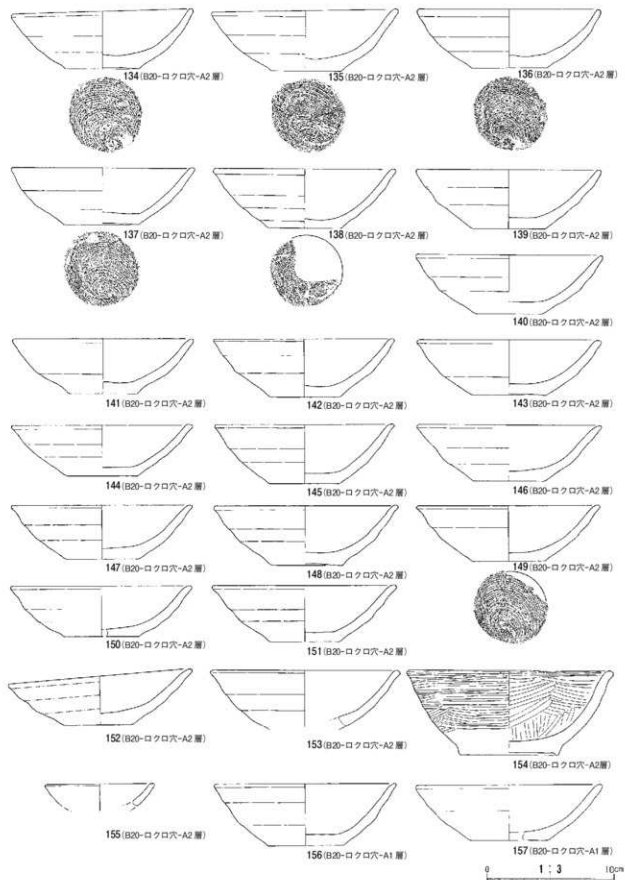 134(B20-ロクロ穴-A2層)
135(B20-ロクロ穴-A2層)
136(B20-ロクロ穴-A2層)
137(B20-ロクロ穴-A2層)
138(B20-ロクロ穴-A2層)
139(B20-ロクロ穴-A2層)
140(B20-ロクロ穴-A2層)
141(B20-ロクロ穴-A2層)
142(B20-ロクロ穴-A2層)
143(B20-ロクロ穴-A2層)
144(B20-ロクロ穴-A2層)
145(B20-ロクロ穴-A2層)
146(B20-ロクロ穴-A2層)
147(B20-ロクロ穴-A2層)
148(B20-ロクロ穴-A2層)
149(B20-ロクロ穴-A2層)
150(B20-ロクロ穴-A2層)
151(B20-ロクロ穴-A2層)
152(B20-ロクロ穴-A2層)
153(B20-ロクロ穴-A2層)
154(B20-ロクロ穴-A2層)
155(B20-ロクロ穴-A2層)
156(B20-ロクロ穴-A1層)
157(B20-ロクロ穴-A1層)
0 1:3 10cm